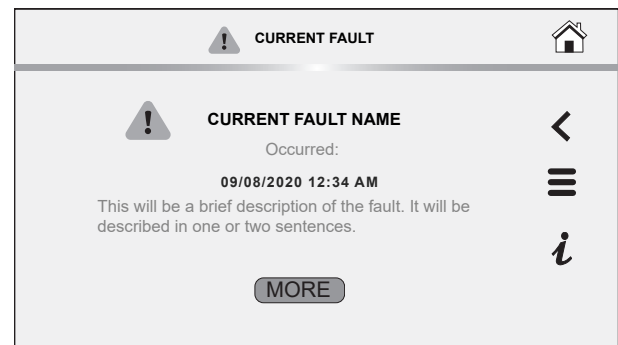 CURRENT FAULT
CURRENT FAULT NAME
Occurred:
09/08/2020 12:34 AM
This will be a brief description of the fault. It will be
described in one or two sentences.
MORE